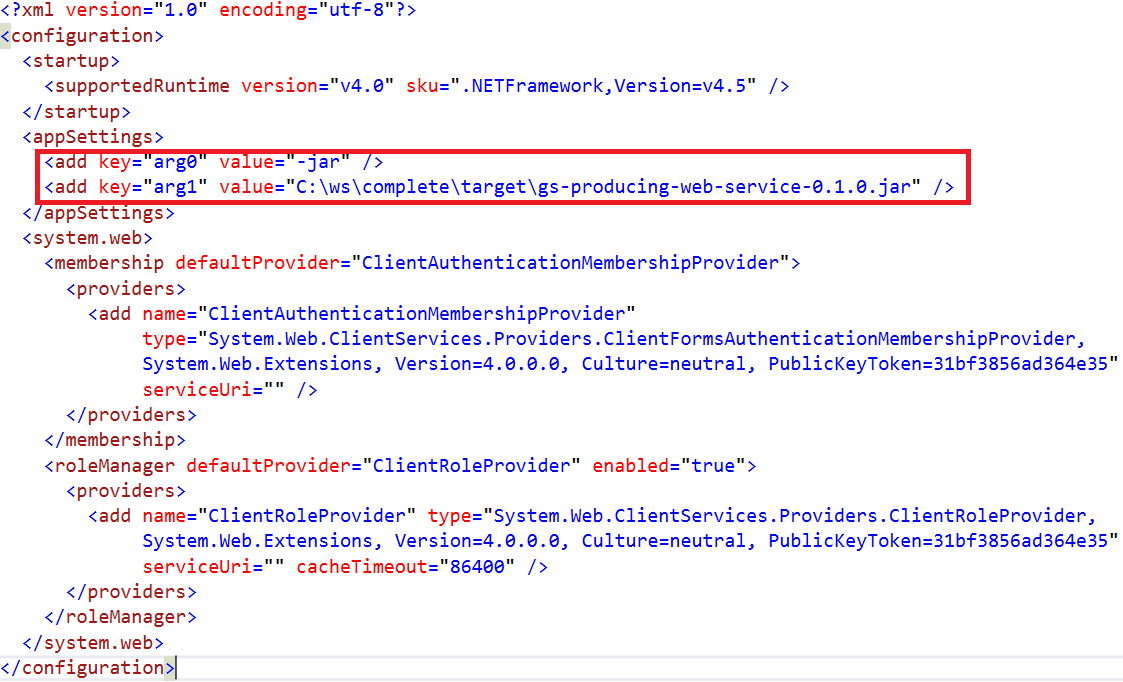 <?xml version="1.0" encoding="utf-8"?>
<configuration>
  <startup>
    <supportedRuntime version="v4.0" sku=".NETFramework,Version=v4.5" />
  </startup>
  <appSettings>
    <add key="arg0" value="-jar" />
    <add key="arg1" value="C:\ws\complete\target\gs-producing-web-service-0.1.0.jar" />
  </appSettings>
  <system.web>
    <membership defaultProvider="ClientAuthenticationMembershipProvider">
      <providers>
        <add name="ClientAuthenticationMembershipProvider"
             type="System.Web.ClientServices.Providers.ClientFormsAuthenticationMembershipProvider,
             System.Web.Extensions, Version=4.0.0.0, Culture=neutral, PublicKeyToken=31bf3856ad364e35"
             serviceUri="" />
      </providers>
    </membership>
    <roleManager defaultProvider="ClientRoleProvider" enabled="true">
      <providers>
        <add name="ClientRoleProvider" type="System.Web.ClientServices.Providers.ClientRoleProvider,
             System.Web.Extensions, Version=4.0.0.0, Culture=neutral, PublicKeyToken=31bf3856ad364e35"
             serviceUri="" cacheTimeout="86400" />
      </providers>
    </roleManager>
  </system.web>
</configuration>